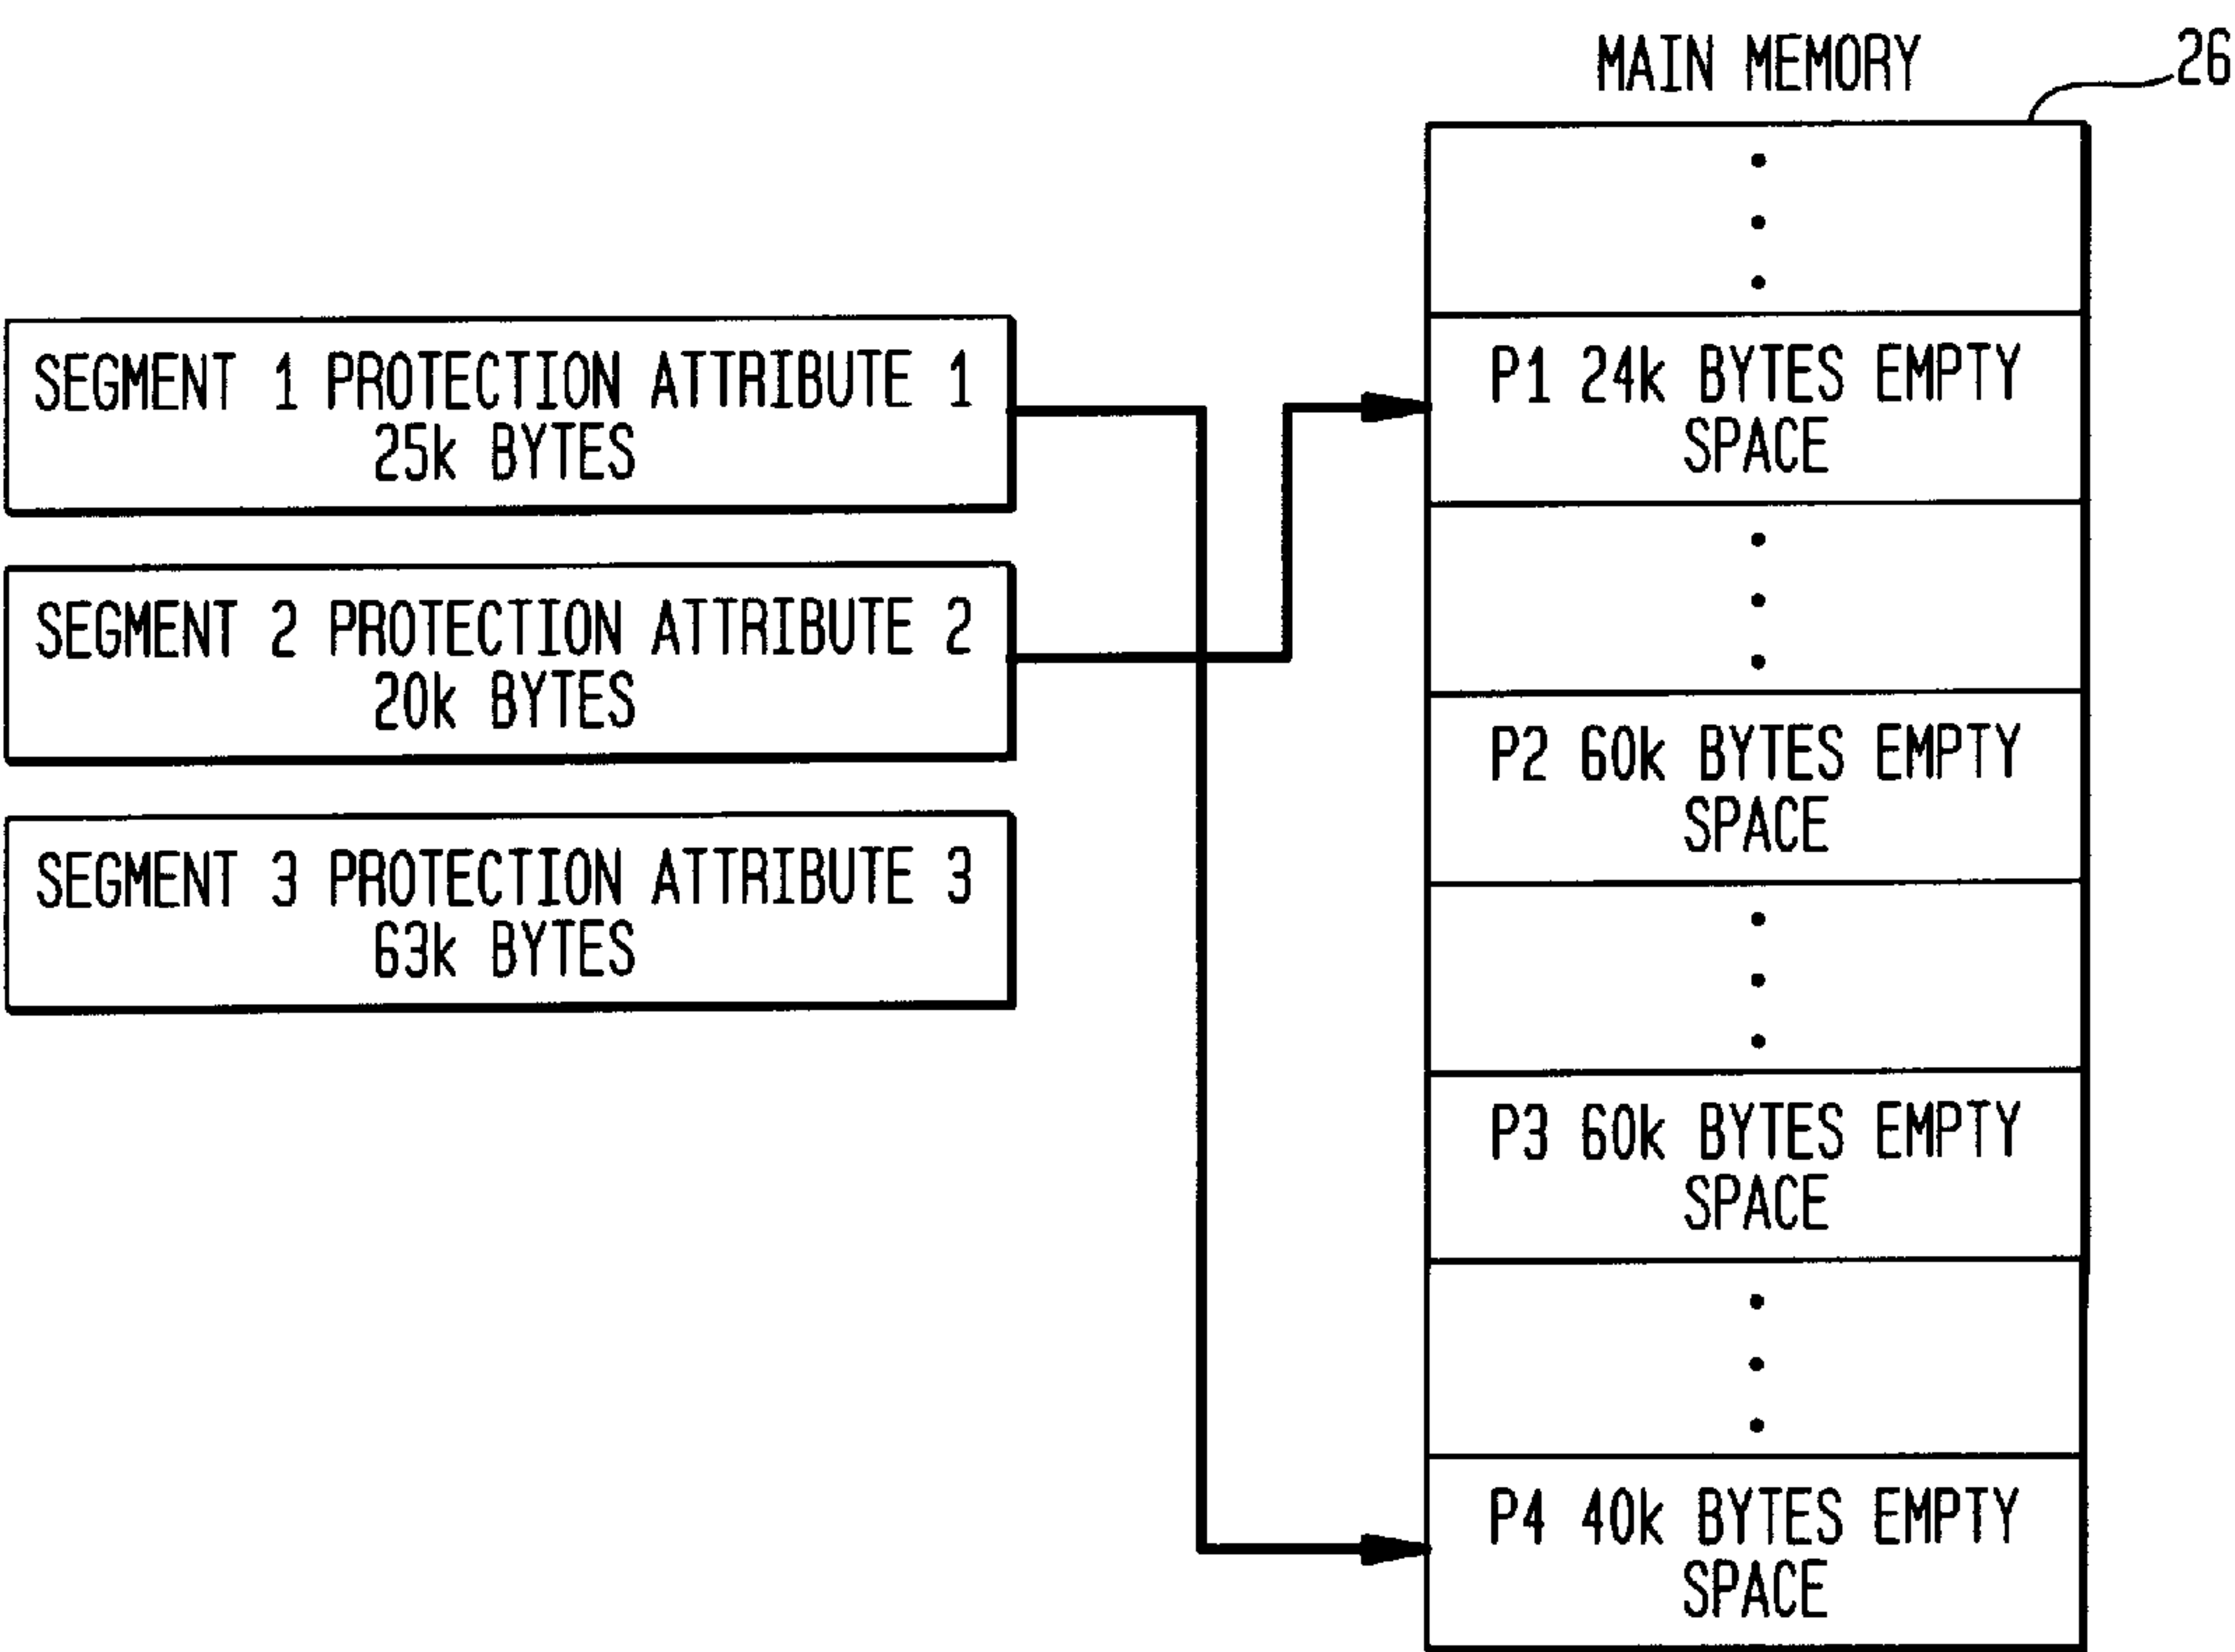 MAIN MEMORY
26
SEGMENT 1 PROTECTION ATTRIBUTE 1
25k BYTES
SEGMENT 2 PROTECTION ATTRIBUTE 2
20k BYTES
SEGMENT 3 PROTECTION ATTRIBUTE 3
63k BYTES
P1 24k BYTES EMPTY
SPACE
P2 60k BYTES EMPTY
SPACE
P3 60k BYTES EMPTY
SPACE
P4 40k BYTES EMPTY
SPACE